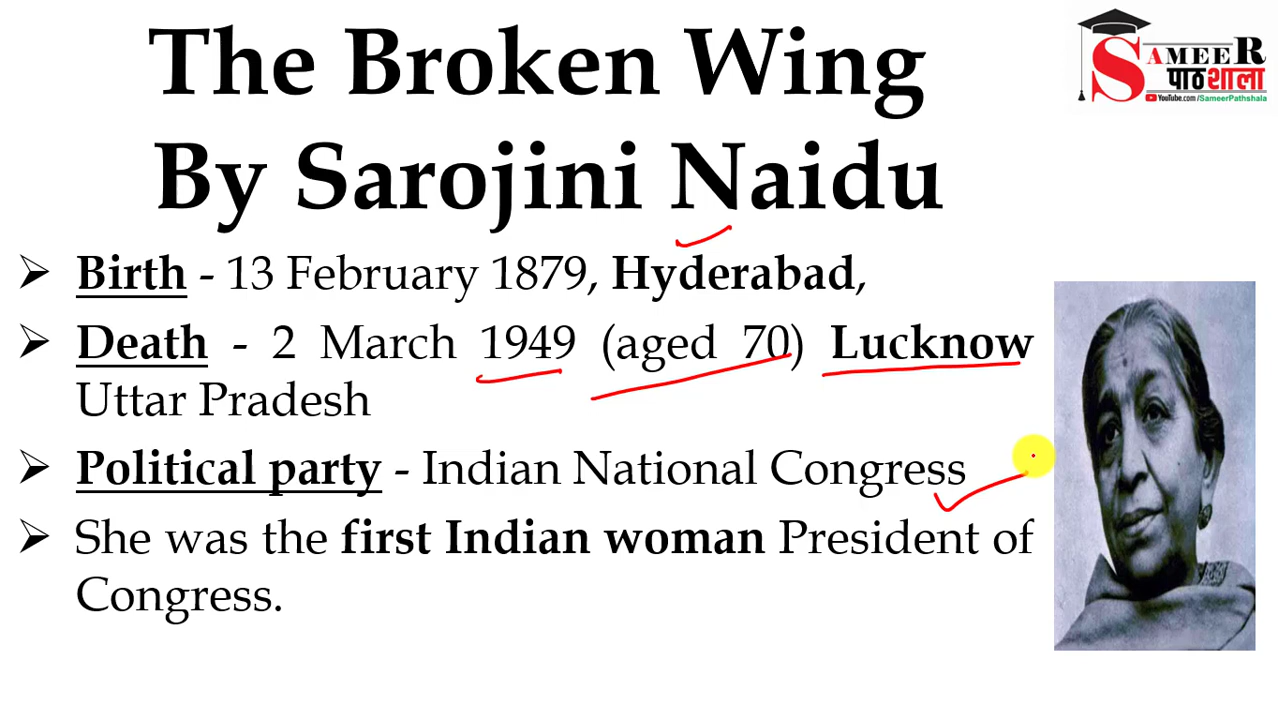 The Broken Wing
By Sarojini Naidu
SAMEER
पाठशाला
YouTube.com/SameerPathshala
➢ Birth - 13 February 1879, Hyderabad,
➢ Death - 2 March 1949 (aged 70) Lucknow
Uttar Pradesh
➢ Political party - Indian National Congress
➢ She was the first Indian woman President of
Congress.